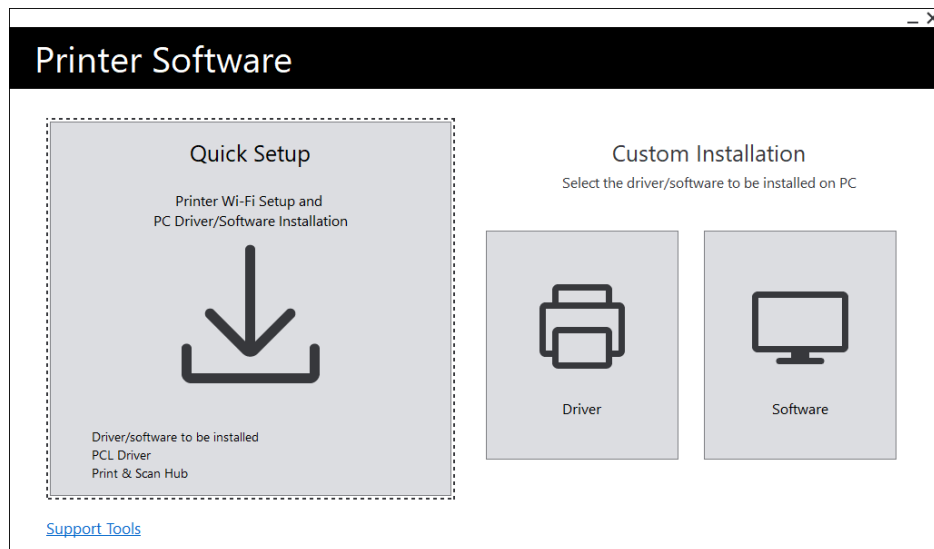 Printer Software
Quick Setup
Printer Wi-Fi Setup and
PC Driver/Software Installation
Driver/software to be installed
PCL Driver
Print & Scan Hub
Custom Installation
Select the driver/software to be installed on PC
Driver
Software
Support Tools